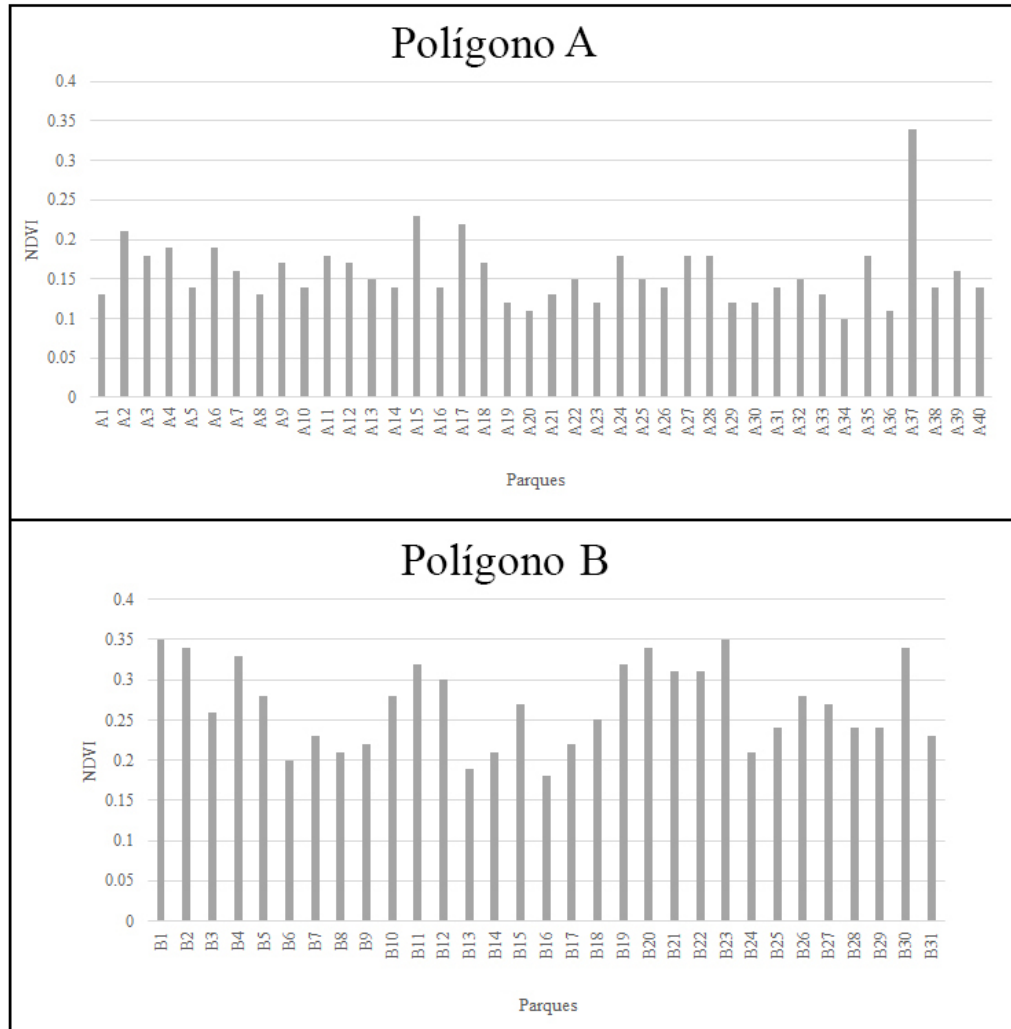 Polígono A
0.4
0.35
0.3
0.25
0.2
0.15
0.1
0.05
0
NDVI
A1 A2 A3 A4 A5 A6 A7 A8 A9 A10 A11 A12 A13 A14 A15 A16 A17 A18 A19 A20 A21 A22 A23 A24 A25 A26 A27 A28 A29 A30 A31 A32 A33 A34 A35 A36 A37 A38 A39 A40
Parques
Polígono B
0.4
0.35
0.3
0.25
0.2
0.15
0.1
0.05
0
NDVI
B1 B2 B3 B4 B5 B6 B7 B8 B9 B10 B11 B12 B13 B14 B15 B16 B17 B18 B19 B20 B21 B22 B23 B24 B25 B26 B27 B28 B29 B30 B31
Parques